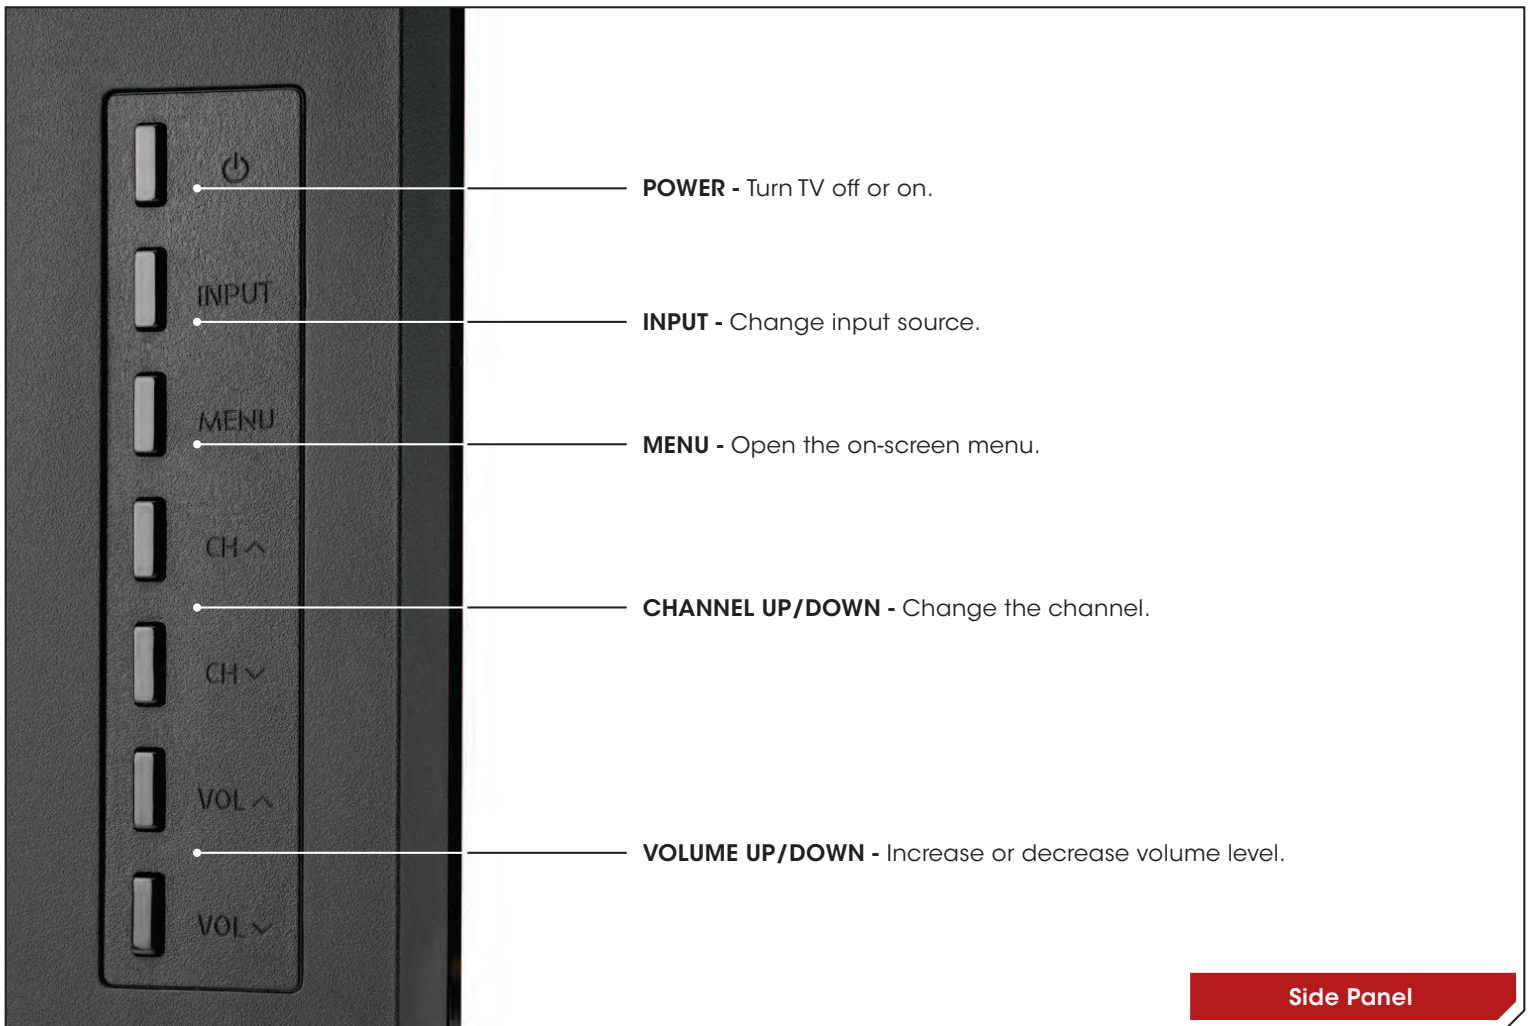 POWER - Turn TV off or on.
INPUT
INPUT - Change input source.
MENU
MENU - Open the on-screen menu.
CH ^
CHANNEL UP/DOWN - Change the channel.
CH v
VOL ^
VOLUME UP/DOWN - Increase or decrease volume level.
VOL v
Side Panel